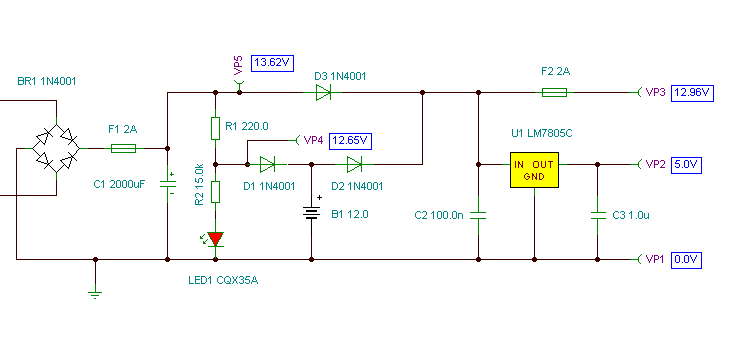 VP5
13.62V
BR1 1N4001
D3 1N4001
F2 2A
VP3
12.96V
F1 2A
R1 220.0
VP4
12.65V
U1 LM7805C
IN OUT
GND
VP2
5.0V
C1 2000uF
+
-
R2 15.0k
D1 1N4001
D2 1N4001
+
B1 12.0
C2 100.0n
C3 1.0u
VP1
0.0V
LED1 CQX35A